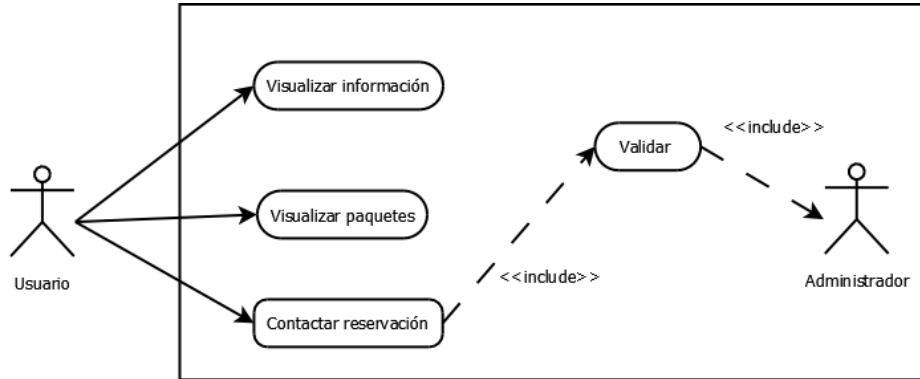 Visualizar información
<<include>>
Validar
Visualizar paquetes
Usuario
<<include>>
Administrador
Contactar reservación